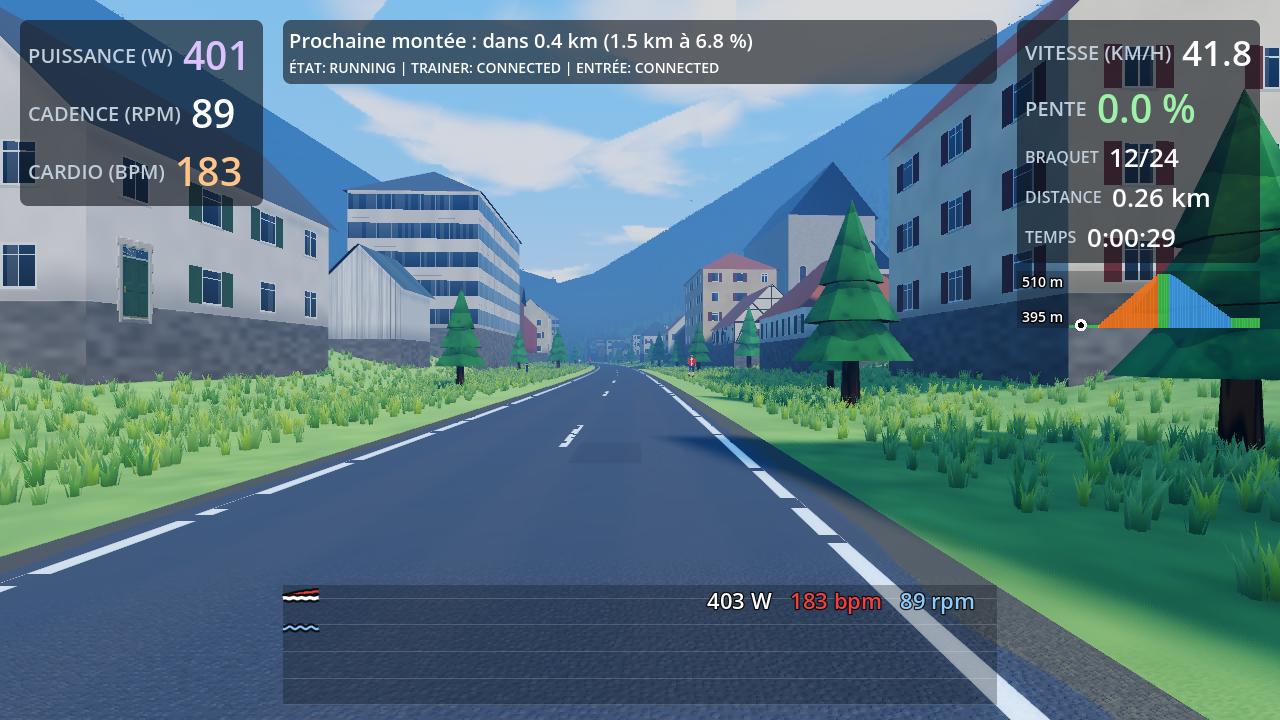 PUISSANCE (W) 401
CADENCE (RPM) 89
CARDIO (BPM) 183
Prochaine montée : dans 0.4 km (1.5 km à 6.8 %)
ÉTAT: RUNNING | TRAINER: CONNECTED | ENTRÉE: CONNECTED
VITESSE (KM/H) 41.8
PENTE 0.0 %
BRAQUET 12/24
DISTANCE 0.26 km
TEMPS 0:00:29
510 m
395 m
403 W 183 bpm 89 rpm